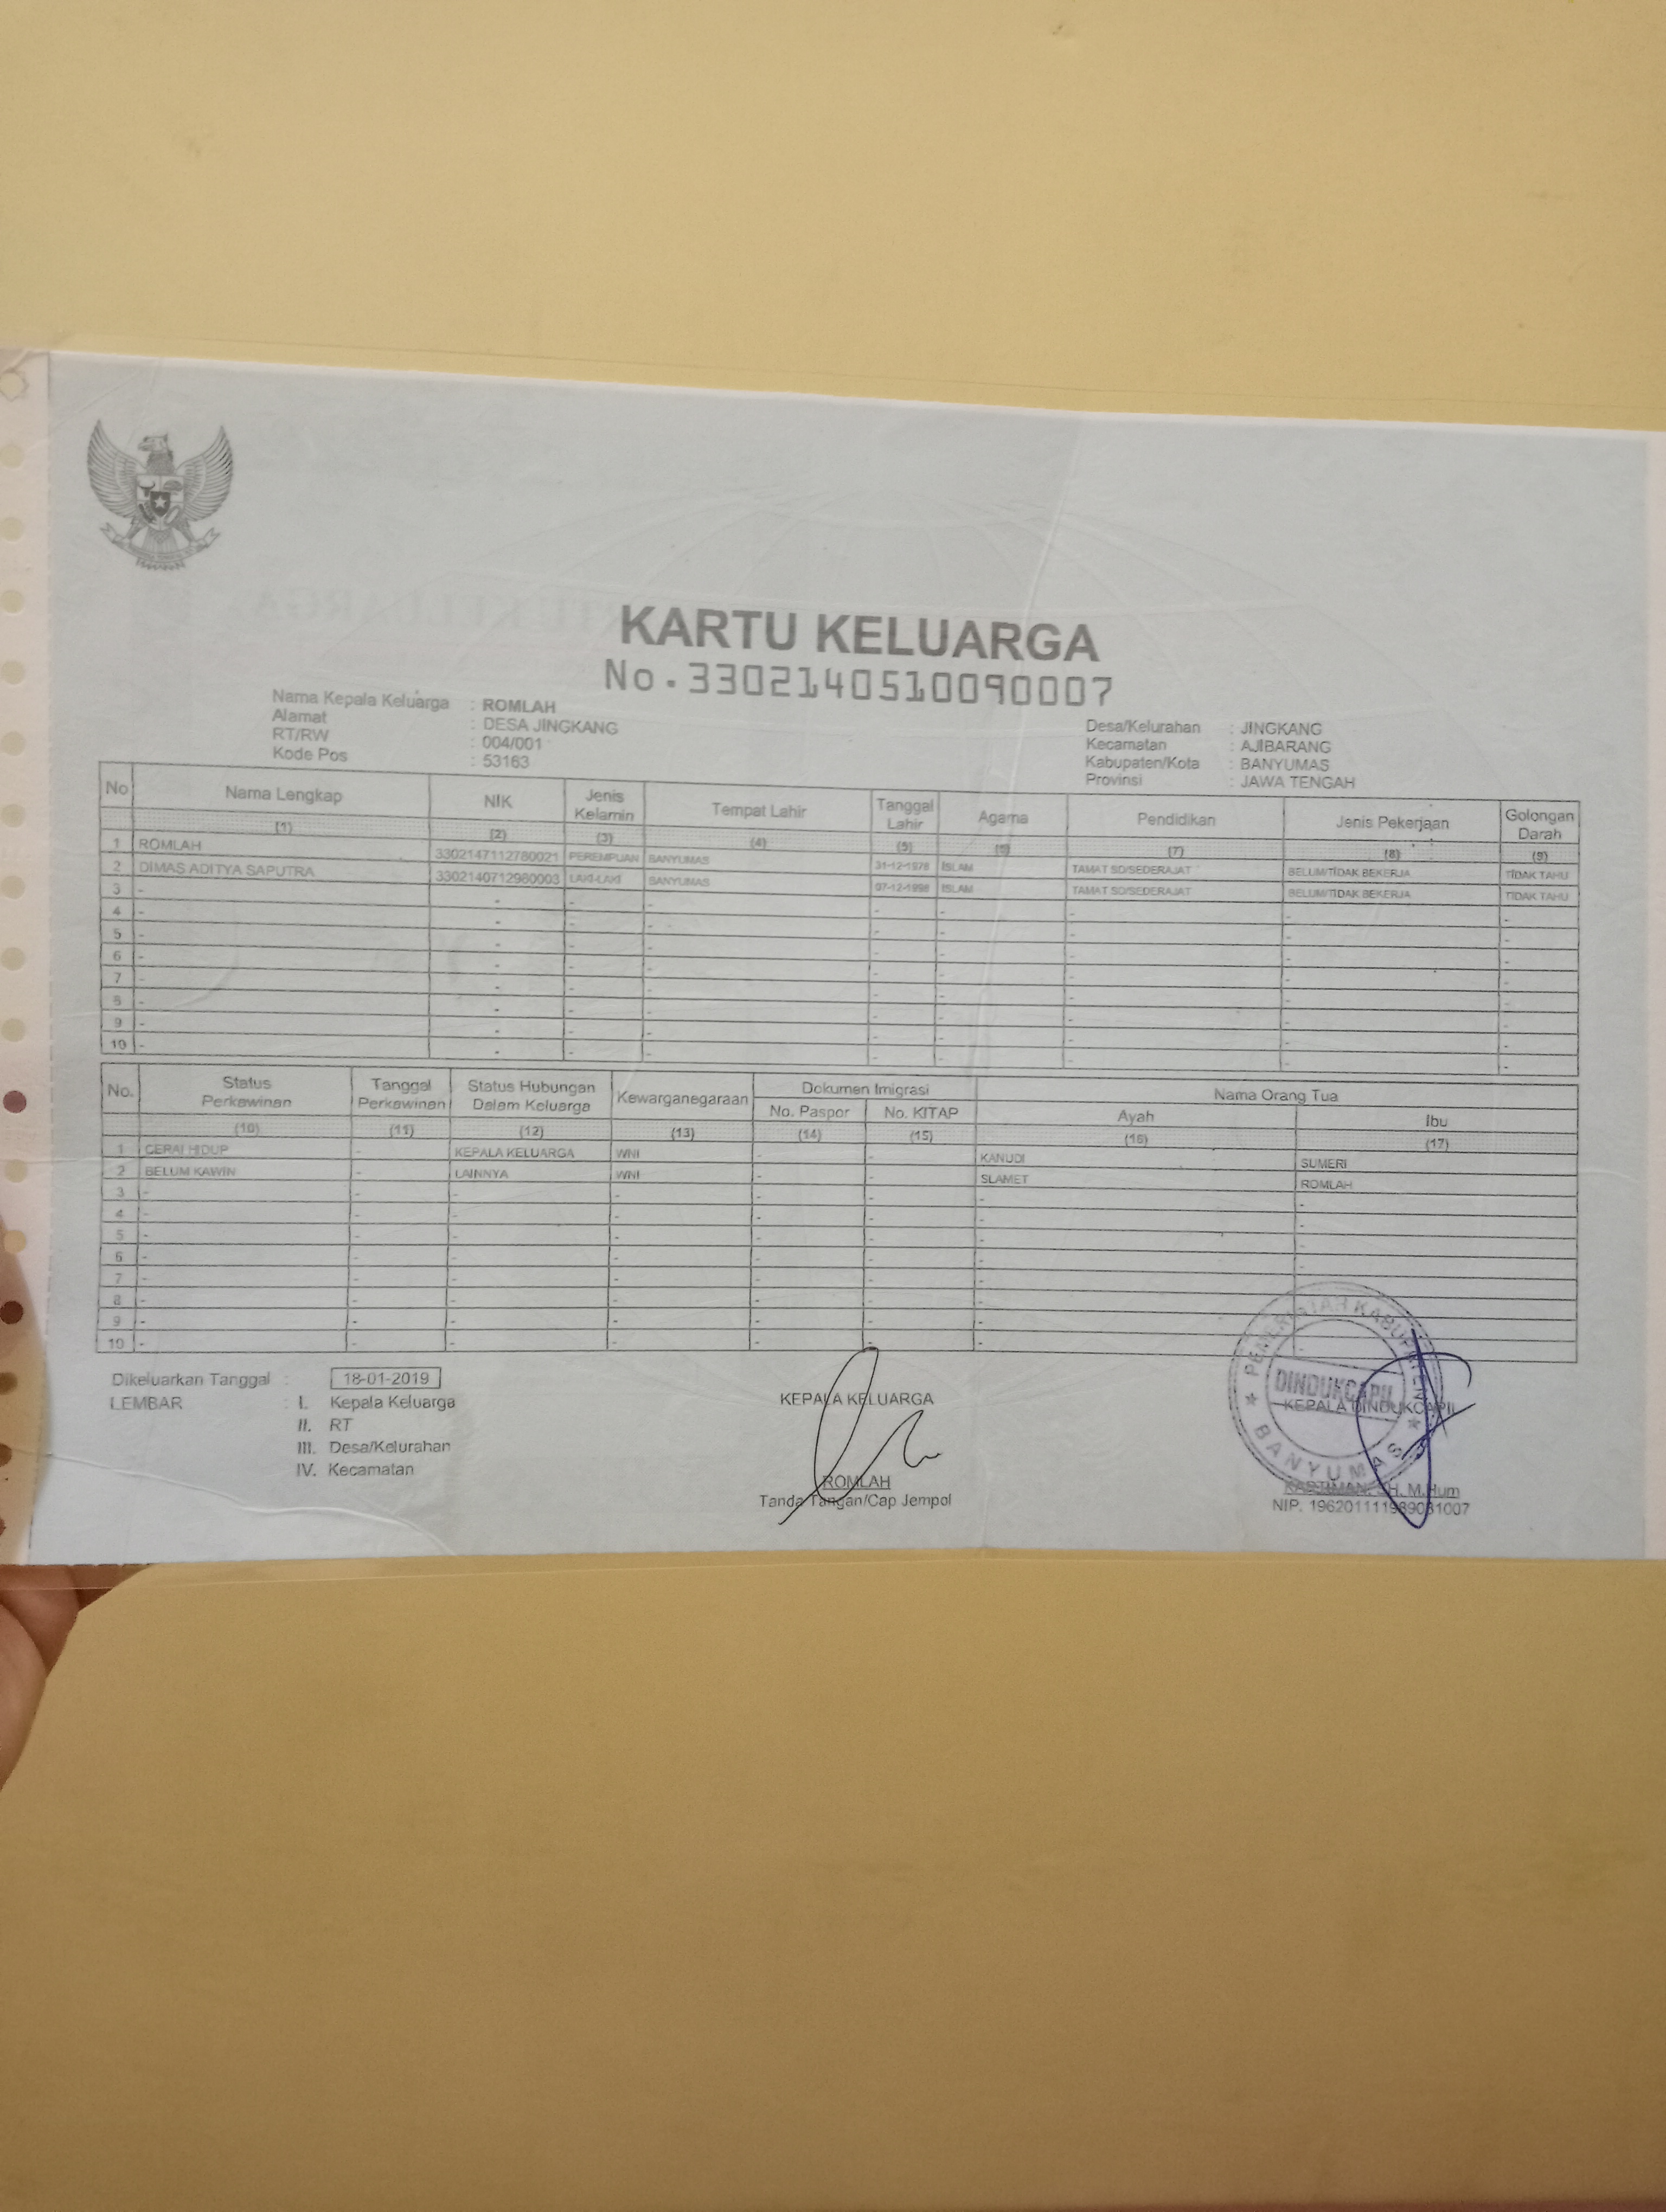 KARTU KELUARGA
No.3302140510090007
Nama Kepala Keluarga : ROMLAH
Alamat : DESA JINGKANG
RT/RW : 004/001
Kode Pos : 53163
Desa/Kelurahan : JINGKANG
Kecamatan : AJIBARANG
Kabupaten/Kota : BANYUMAS
Provinsi : JAWA TENGAH
No Nama Lengkap NIK Jenis Kelamin Tempat Lahir Tanggal Lahir Agama Pendidikan Jenis Pekerjaan Golongan Darah
(1) (2) (3) (4) (5) (6) (7) (8) (9)
1 ROMLAH 3302147112780021 PEREMPUAN BANYUMAS 31-12-1978 ISLAM TAMAT SD/SEDERAJAT BELUM/TIDAK BEKERJA TIDAK TAHU
2 DIMAS ADITYA SAPUTRA 3302140712980003 LAKI-LAKI BANYUMAS 07-12-1998 ISLAM TAMAT SD/SEDERAJAT BELUM/TIDAK BEKERJA TIDAK TAHU
3 - - - - - - - - -
4 - - - - - - - - -
5 - - - - - - - - -
6 - - - - - - - - -
7 - - - - - - - - -
8 - - - - - - - - -
9 - - - - - - - - -
10 - - - - - - - - -
No. Status Perkawinan Tanggal Perkawinan Status Hubungan Dalam Keluarga Kewarganegaraan Dokumen Imigrasi Nama Orang Tua
No. Paspor No. KITAP Ayah Ibu
(10) (11) (12) (13) (14) (15) (16) (17)
1 CERAI HIDUP - KEPALA KELUARGA WNI - - KANUDI SUMERI
2 BELUM KAWIN - LAINNYA WNI - - SLAMET ROMLAH
3 - - - - - - - -
4 - - - - - - - -
5 - - - - - - - -
6 - - - - - - - -
7 - - - - - - - -
8 - - - - - - - -
9 - - - - - - - -
10 - - - - - - - -
Dikeluarkan Tanggal : 18-01-2019
LEMBAR : I. Kepala Keluarga
II. RT
III. Desa/Kelurahan
IV. Kecamatan
KEPALA KELUARGA
ROMLAH
Tanda Tangan/Cap Jempol
PEMERINTAH KABUPATEN
DINDUKCAPIL
BANYUMAS
KEPALA DINDUKCAPIL
KARTIMAN, SH, M.Hum
NIP. 196201111989031007